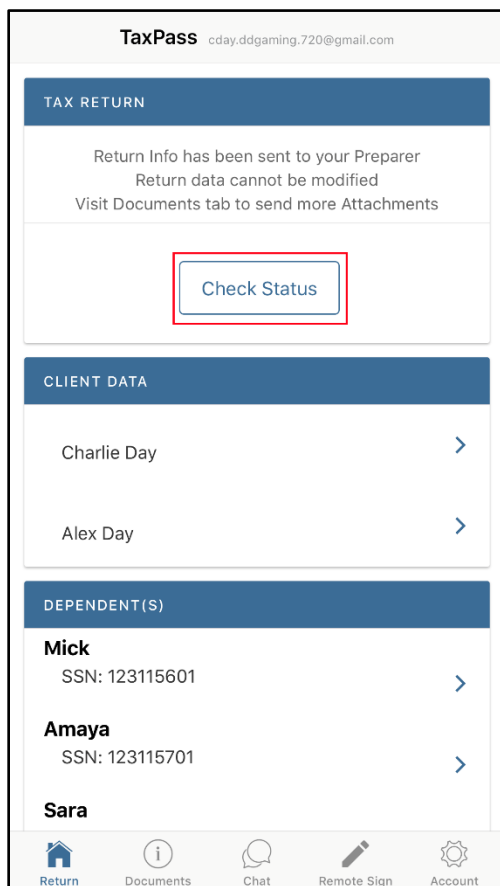 TaxPass cday.ddgaming.720@gmail.com
TAX RETURN
Return Info has been sent to your Preparer
Return data cannot be modified
Visit Documents tab to send more Attachments
Check Status
CLIENT DATA
Charlie Day
Alex Day
DEPENDENT(S)
Mick
SSN: 123115601
Amaya
SSN: 123115701
Sara
Return Documents Chat Remote Sign Account